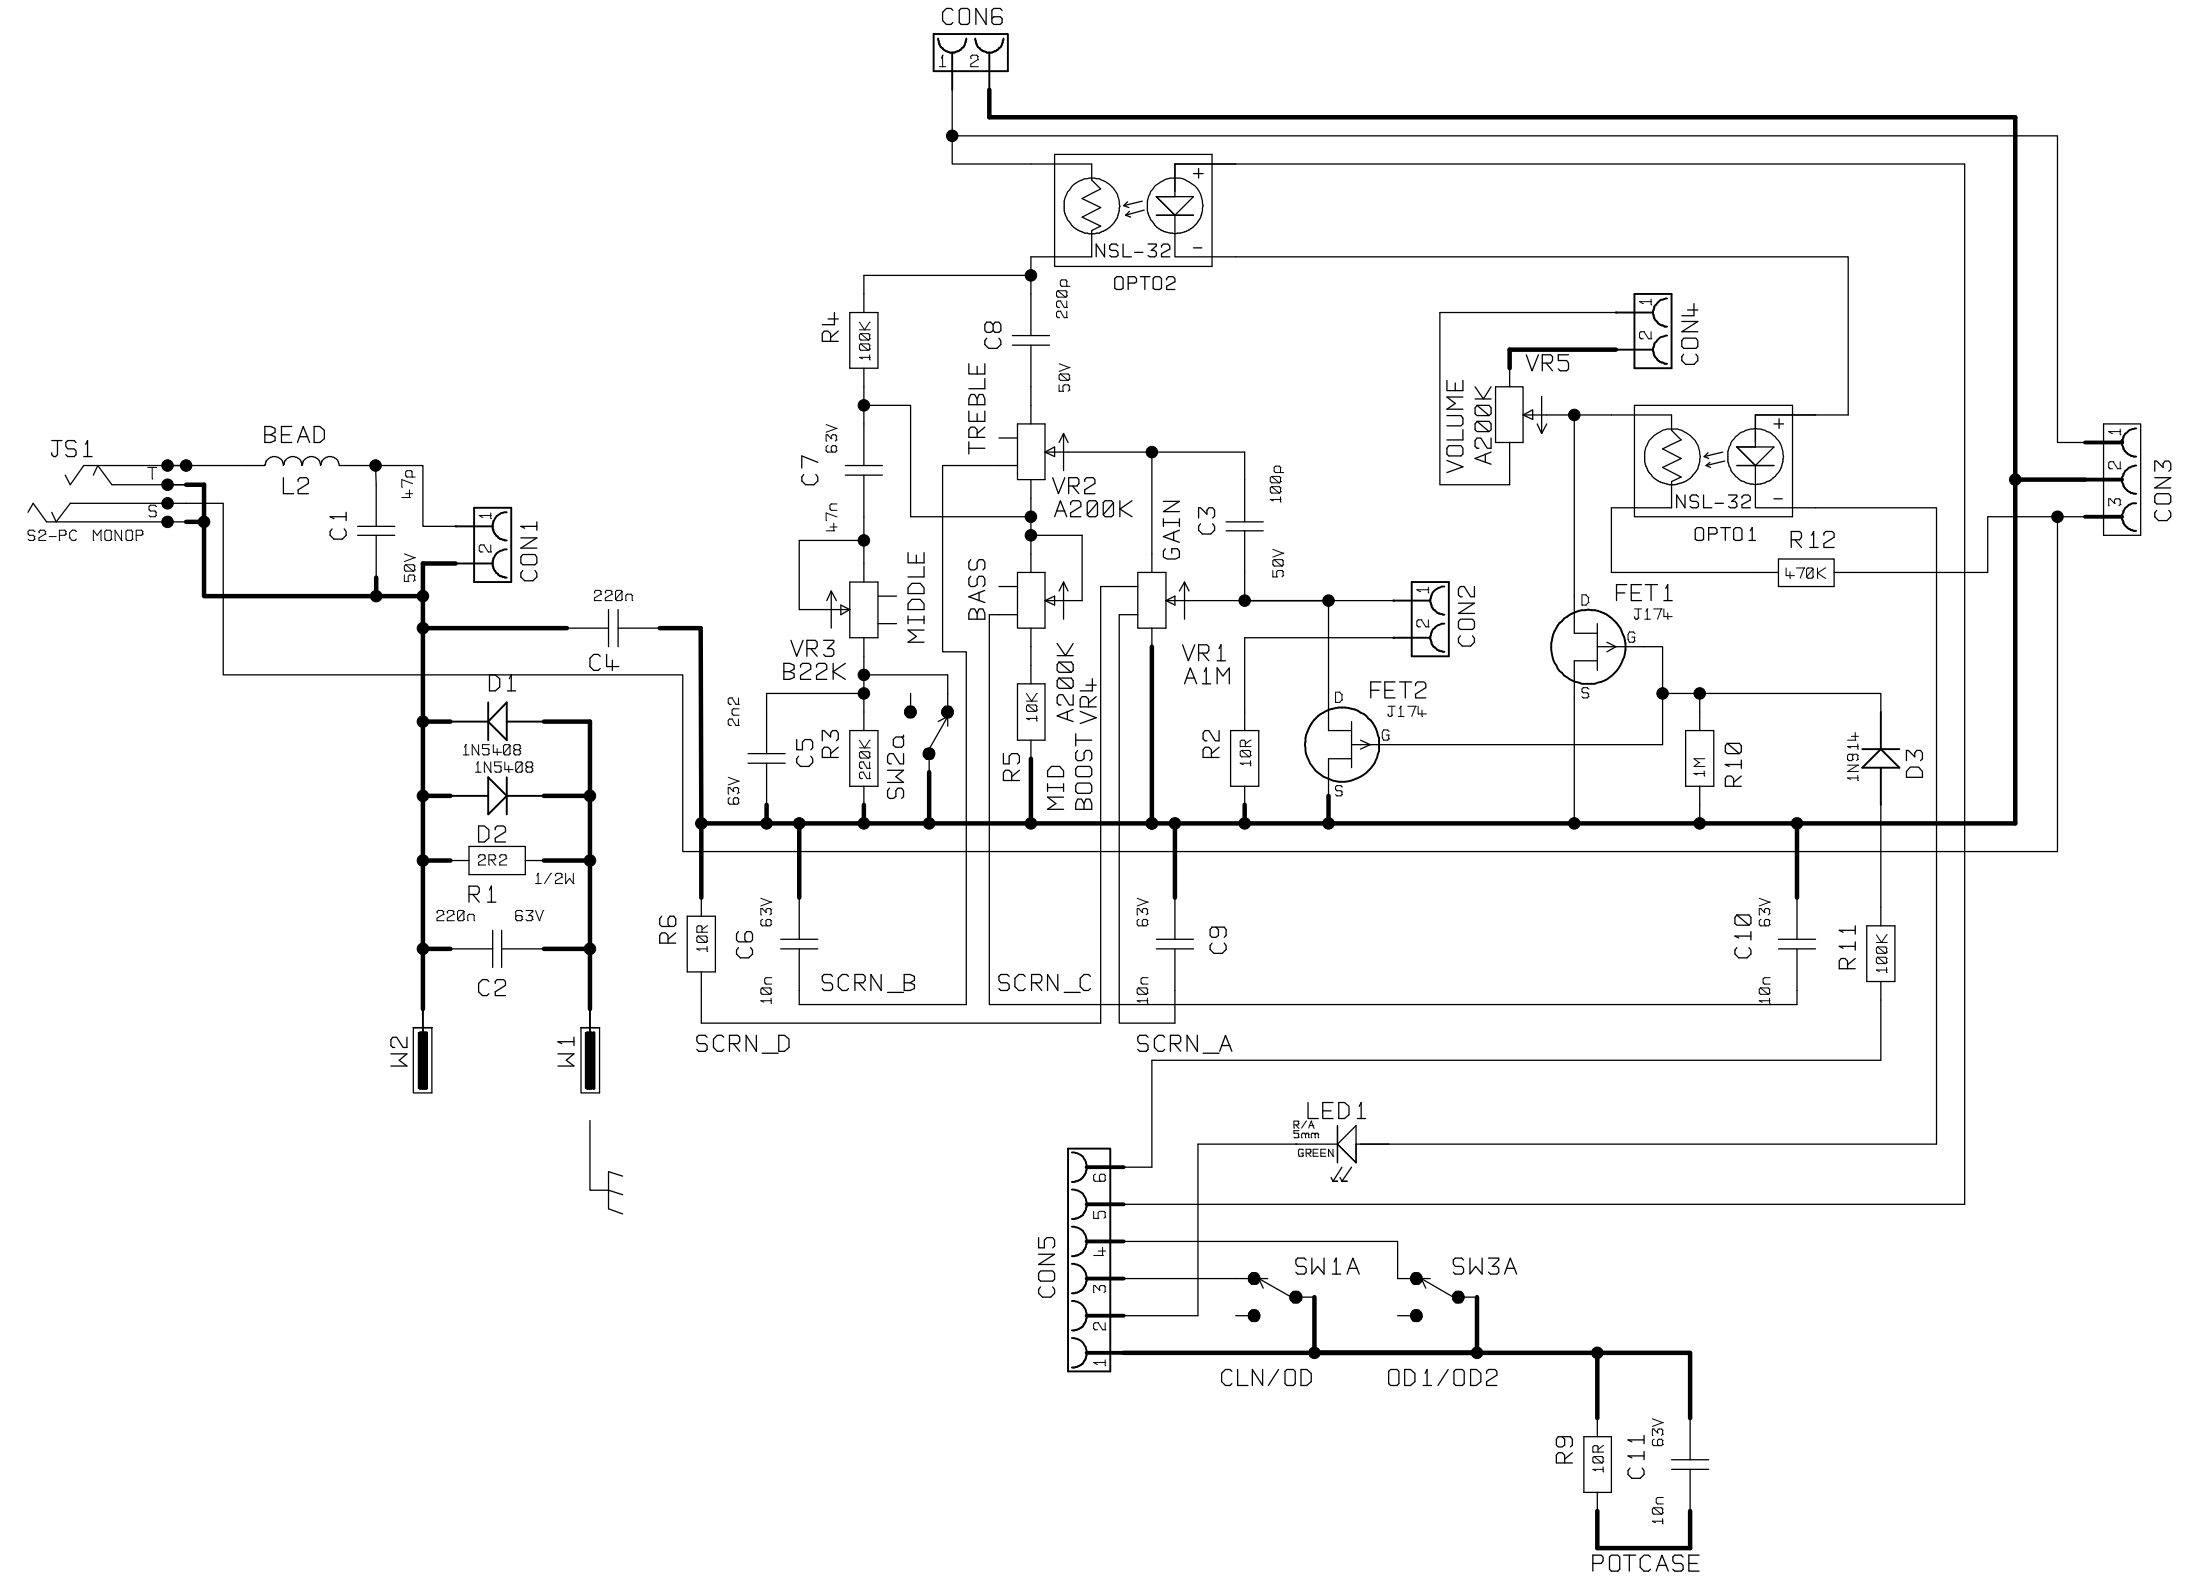 CON6
1 2
+
NSL-32 -
OPTO2
220p
C8
50V
R4
100K
TREBLE
C7
63V
47n
VR2
A200K
GAIN
C3
100p
50V
1
2
CON4
VR5
VOLUME
A200K
+
NSL-32 -
OPTO1
R12
470K
1
2
3
CON3
JS1
T
S
S2-PC MONOP
BEAD
L2
C1
47p
50V
1
2
CON1
220n
C4
MIDDLE
VR3
B22K
BASS
A200K
MID
BOOST VR4
VR1
A1M
1
2
CON2
FET1
J174
D
G
S
FET2
J174
D
G
S
D1
1N5408
1N5408
D2
2R2
1/2W
R1
220n 63V
C2
W2
W1
2n2
63V
C5
R3
220K
SW2a
R5
10K
R2
10R
R10
1M
1N914
D3
R6
10R
C6
63V
10n
SCRN_B
SCRN_C
63V
10n
C9
C10
63V
10n
R11
100K
SCRN_D
SCRN_A
LED1
R/A
5mm
GREEN
CON5
6
5
4
3
2
1
SW1A
SW3A
CLN/OD
OD1/OD2
R9
10R
C11
63V
10n
POTCASE